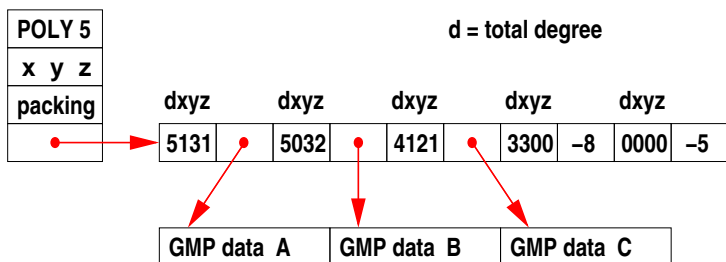 POLY 5
d = total degree
x y z
packing
dxyz dxyz dxyz dxyz dxyz
5131 5032 4121 3300 −8 0000 −5
GMP data A GMP data B GMP data C